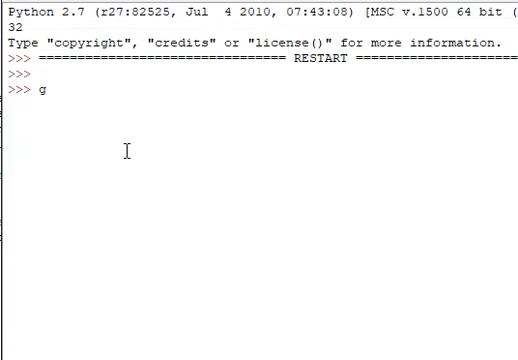 Python 2.7 (r27:82525, Jul  4 2010, 07:43:08) [MSC v.1500 64 bit (
32
Type "copyright", "credits" or "license()" for more information.
>>> ================================ RESTART =====================
>>>
>>> g